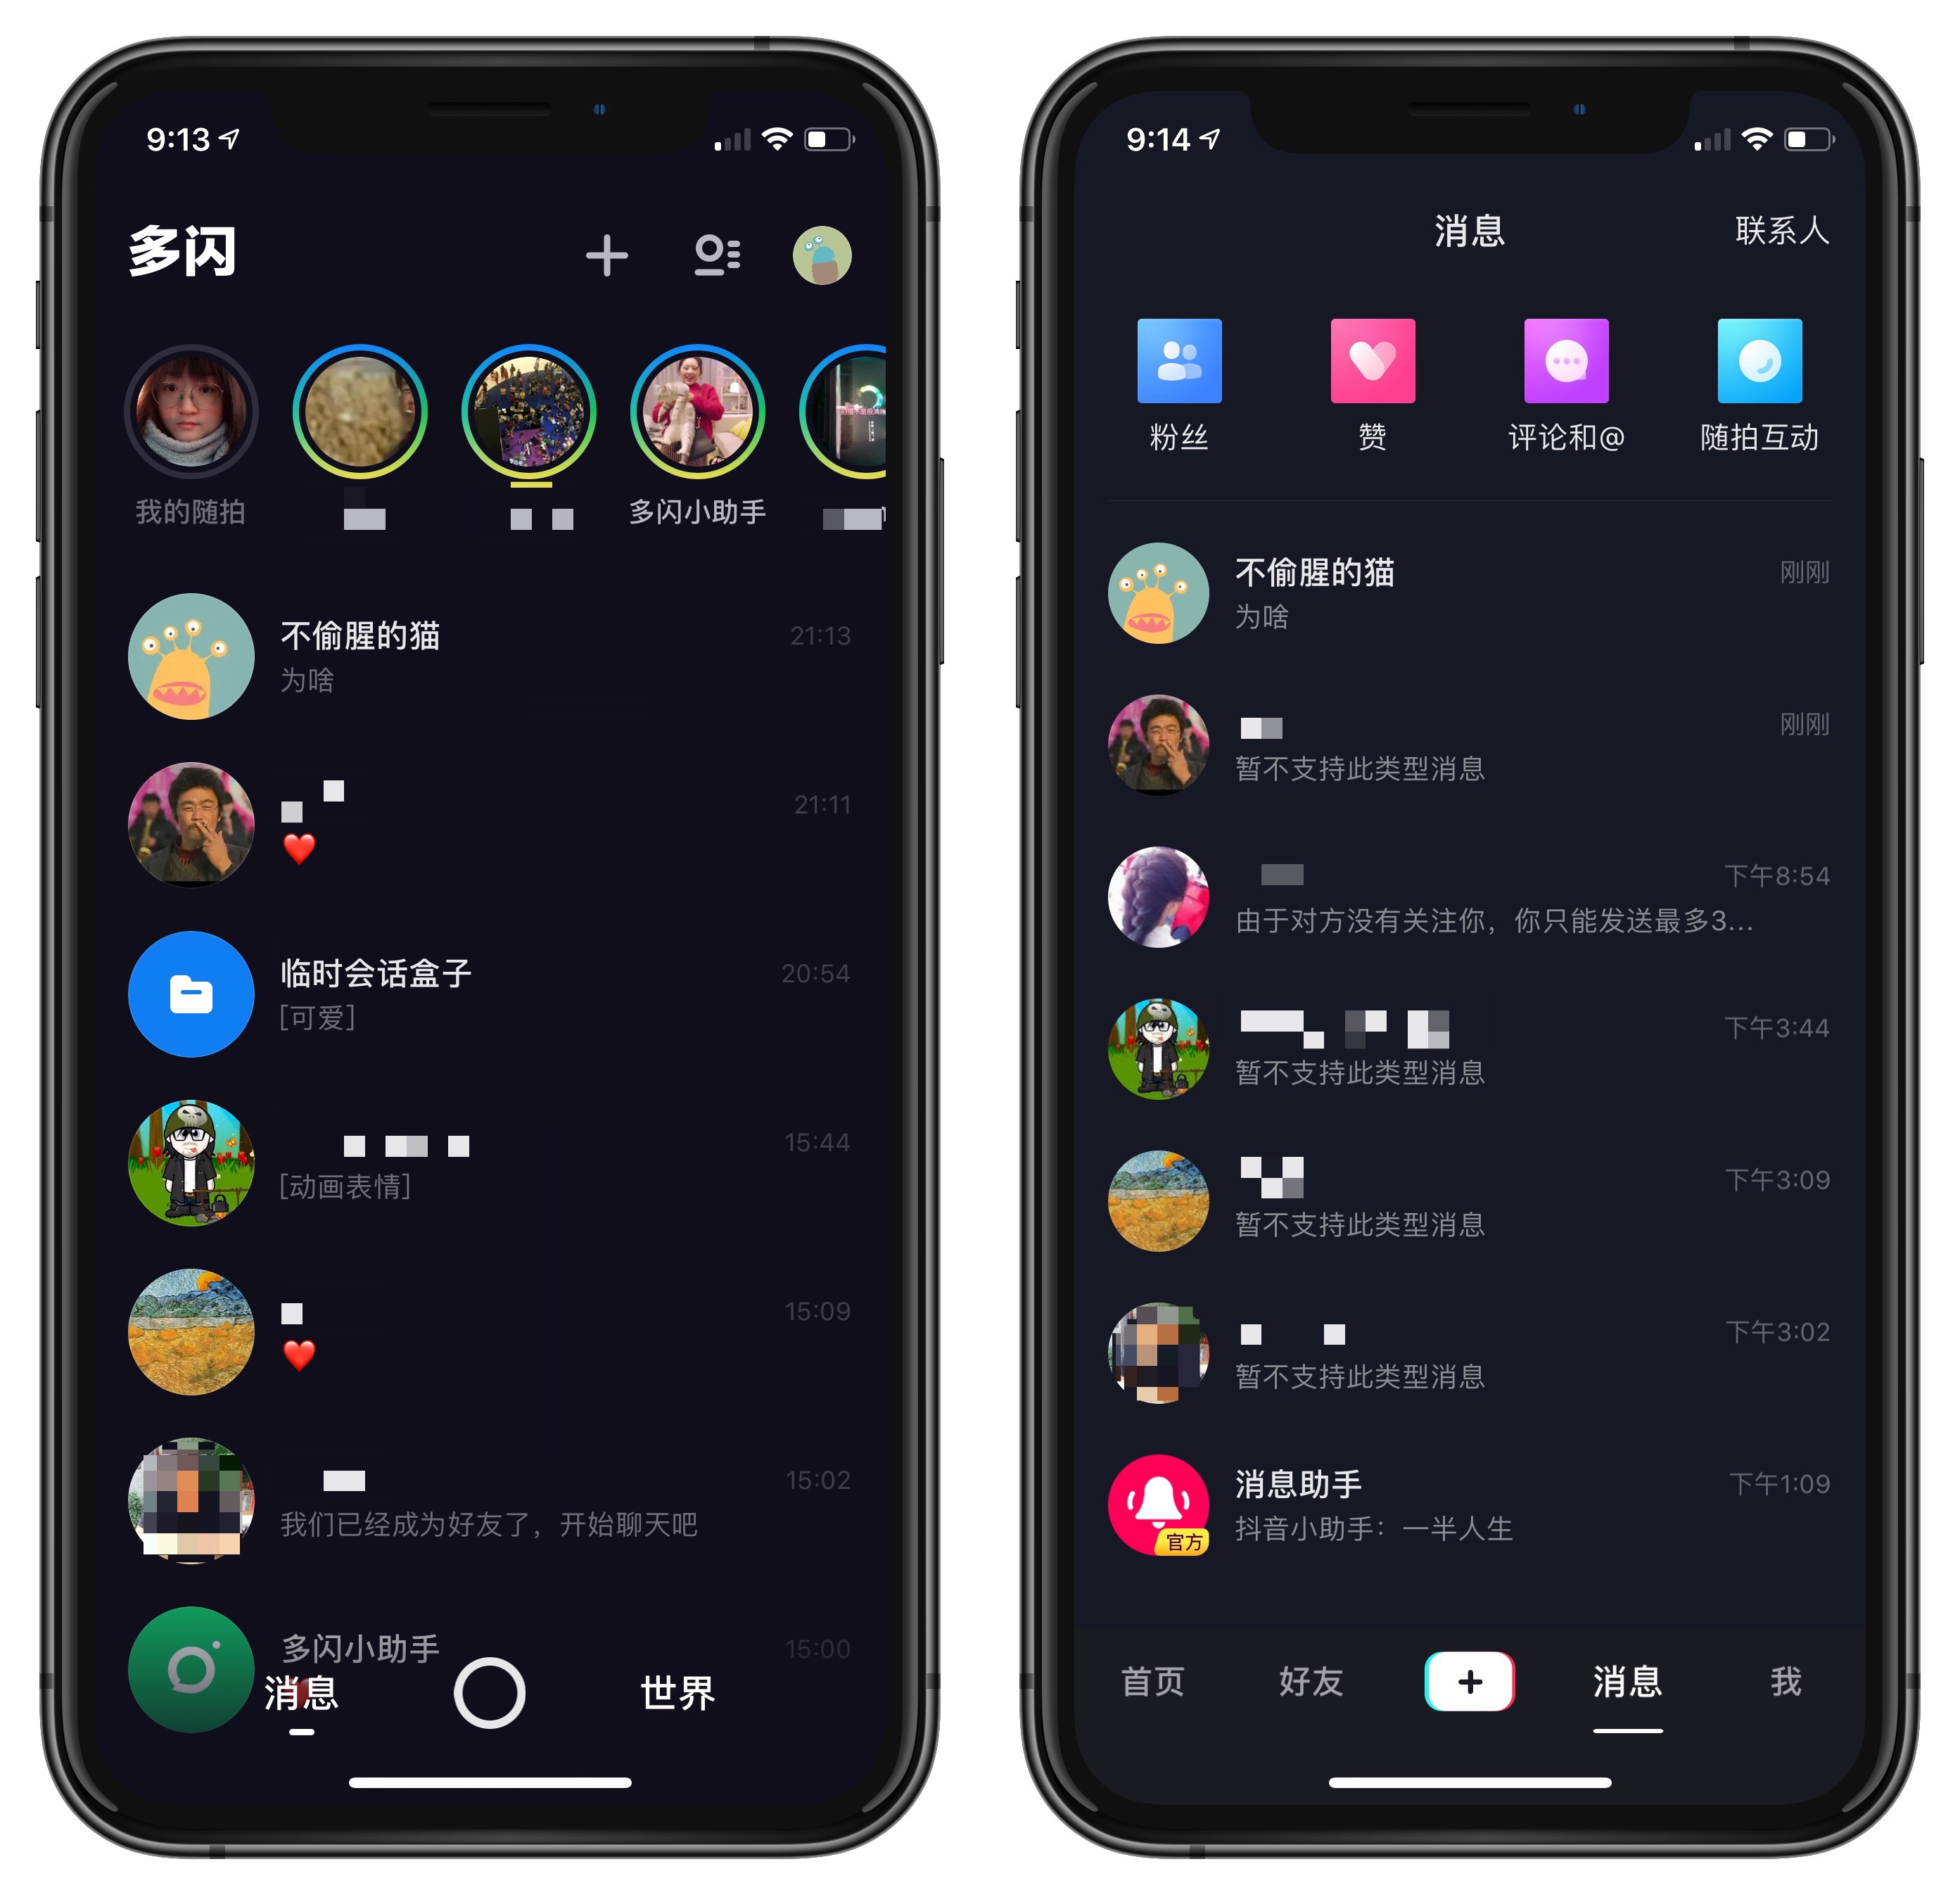 9:13
多闪
我的随拍
多闪小助手
不偷腥的猫
21:13
为啥
21:11
临时会话盒子
20:54
[可爱]
15:44
[动画表情]
15:09
15:02
我们已经成为好友了，开始聊天吧
多闪小助手
15:00
消息
世界
9:14
消息
联系人
粉丝
赞
评论和@
随拍互动
不偷腥的猫
刚刚
为啥
刚刚
暂不支持此类型消息
下午8:54
由于对方没有关注你，你只能发送最多3...
下午3:44
暂不支持此类型消息
下午3:09
暂不支持此类型消息
下午3:02
暂不支持此类型消息
消息助手
下午1:09
抖音小助手：一半人生
官方
首页
好友
消息
我